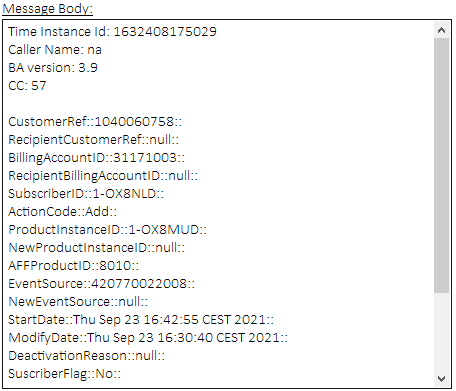 Message Body:
Time Instance Id: 1632408175029
Caller Name: na
BA version: 3.9
CC: 57
CustomerRef::1040060758::
RecipientCustomerRef::null::
BillingAccountID::31171003::
RecipientBillingAccountID::null::
SubscriberID::1-OX8NLD::
ActionCode::Add::
ProductInstanceID::1-OX8MUD::
NewProductInstanceID::null::
AFFProductID::8010::
EventSource::420770022008::
NewEventSource::null::
StartDate::Thu Sep 23 16:42:55 CEST 2021::
ModifyDate::Thu Sep 23 16:30:40 CEST 2021::
DeactivationReason::null::
SuscriberFlag::No::